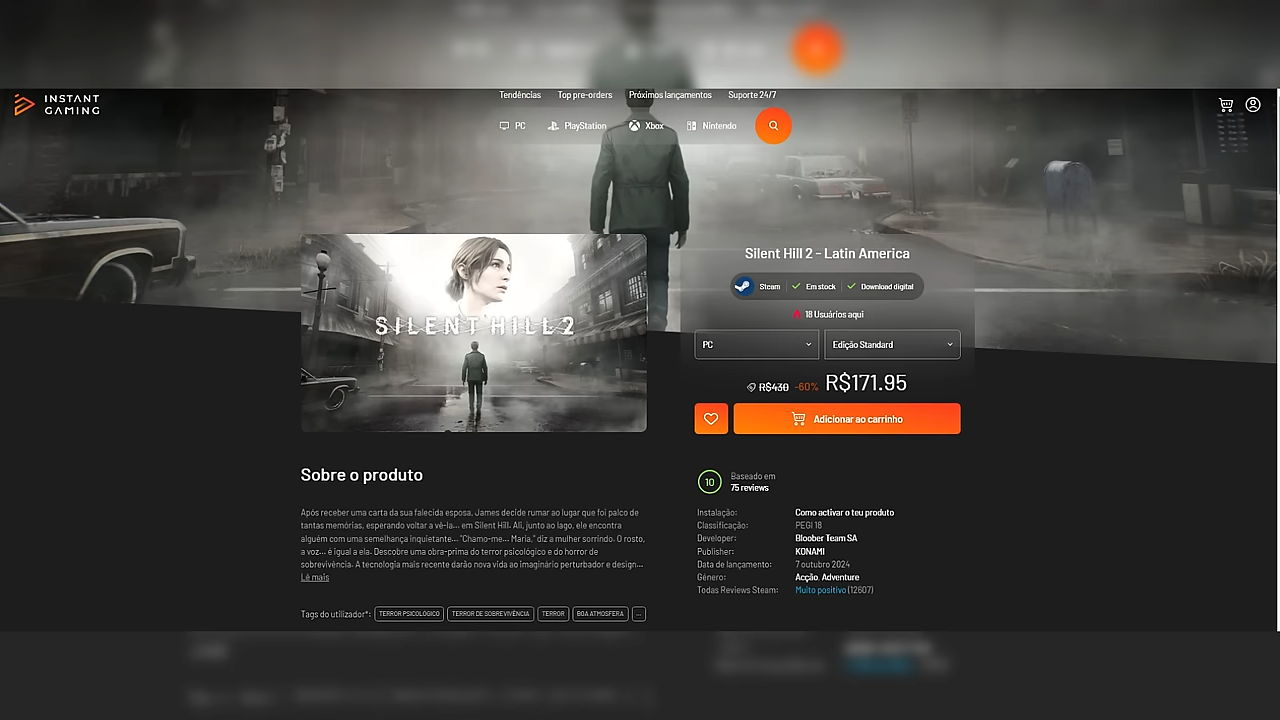 INSTANT
GAMING
Tendências Top pre-orders Próximos lançamentos Suporte 24/7
PC PlayStation Xbox Nintendo
SILENT HILL 2
Silent Hill 2 - Latin America
Steam Em stock Download digital
18 Usuários aqui
PC Edição Standard
R$430 -60% R$171.95
Adicionar ao carrinho
Sobre o produto
Após receber uma carta da sua falecida esposa, James decide rumar ao lugar que foi palco de
tantas memórias, esperando voltar a vê-la... em Silent Hill. Ali, junto ao lago, ele encontra
alguém com uma semelhança inquietante... "Chamo-me... Maria," diz a mulher sorrindo. O rosto,
a voz... é igual a ela. Descobre uma obra-prima do terror psicológico e do horror de
sobrevivência. A tecnologia mais recente darão nova vida ao imaginário perturbador e design...
Lê mais
Tags do utilizador*: TERROR PSICOLÓGICO TERROR DE SOBREVIVÊNCIA TERROR BOA ATMOSFERA ...
10 Baseado em
75 reviews
Instalação: Como activar o teu produto
Classificação: PEGI 18
Developer: Bloober Team SA
Publisher: KONAMI
Data de lançamento: 7 outubro 2024
Género: Acção, Adventure
Todas Reviews Steam: Muito positivo (12607)